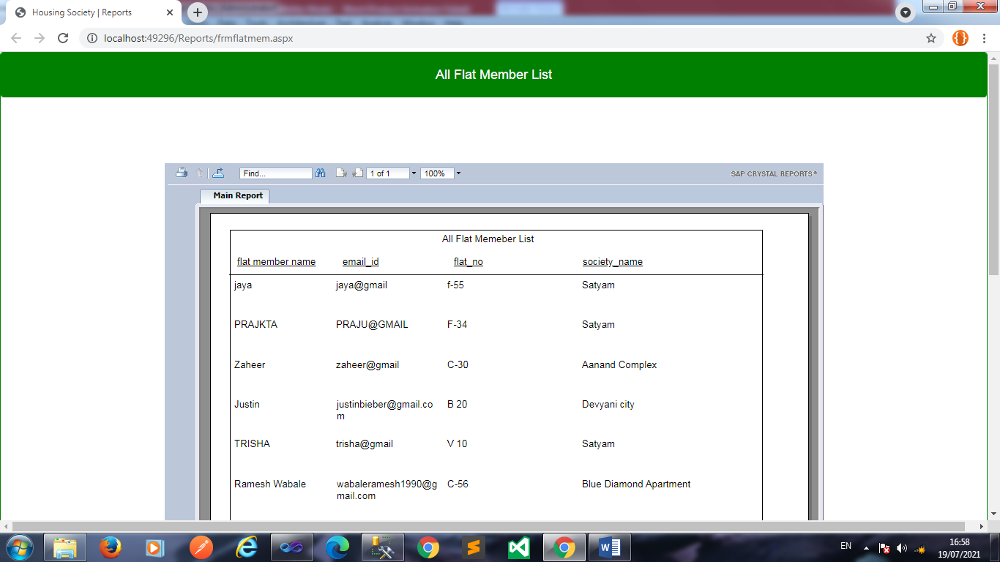 Housing Society | Reports
localhost:49296/Reports/frmflatmem.aspx
All Flat Member List
Find...
1 of 1
100%
SAP CRYSTAL REPORTS®
Main Report
All Flat Memeber List
flat member name email_id flat_no society_name
jaya jaya@gmail f-55 Satyam
PRAJKTA PRAJU@GMAIL F-34 Satyam
Zaheer zaheer@gmail C-30 Aanand Complex
Justin justinbieber@gmail.co B 20 Devyani city
m
TRISHA trisha@gmail V 10 Satyam
Ramesh Wabale wabaleramesh1990@g C-56 Blue Diamond Apartment
mail.com
EN
16:58
19/07/2021